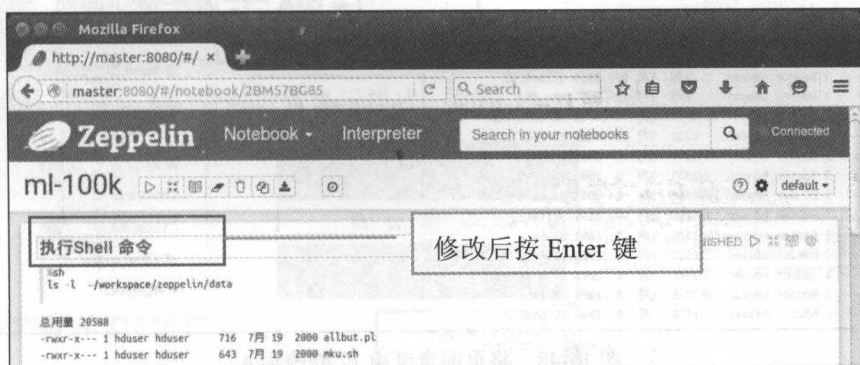 Mozilla Firefox
http://master:8080/#/ ×
master:8080/#/notebook/2BM57BG85 Search
Zeppelin Notebook Interpreter Search in your notebooks Connected
ml-100k default
执行Shell 命令
修改后按 Enter 键
%sh
ls -l ~/workspace/zeppelin/data
总用量 20588
-rwxr-x--- 1 hduser hduser 716 7月 19 2000 allbut.pl
-rwxr-x--- 1 hduser hduser 643 7月 19 2000 mku.sh